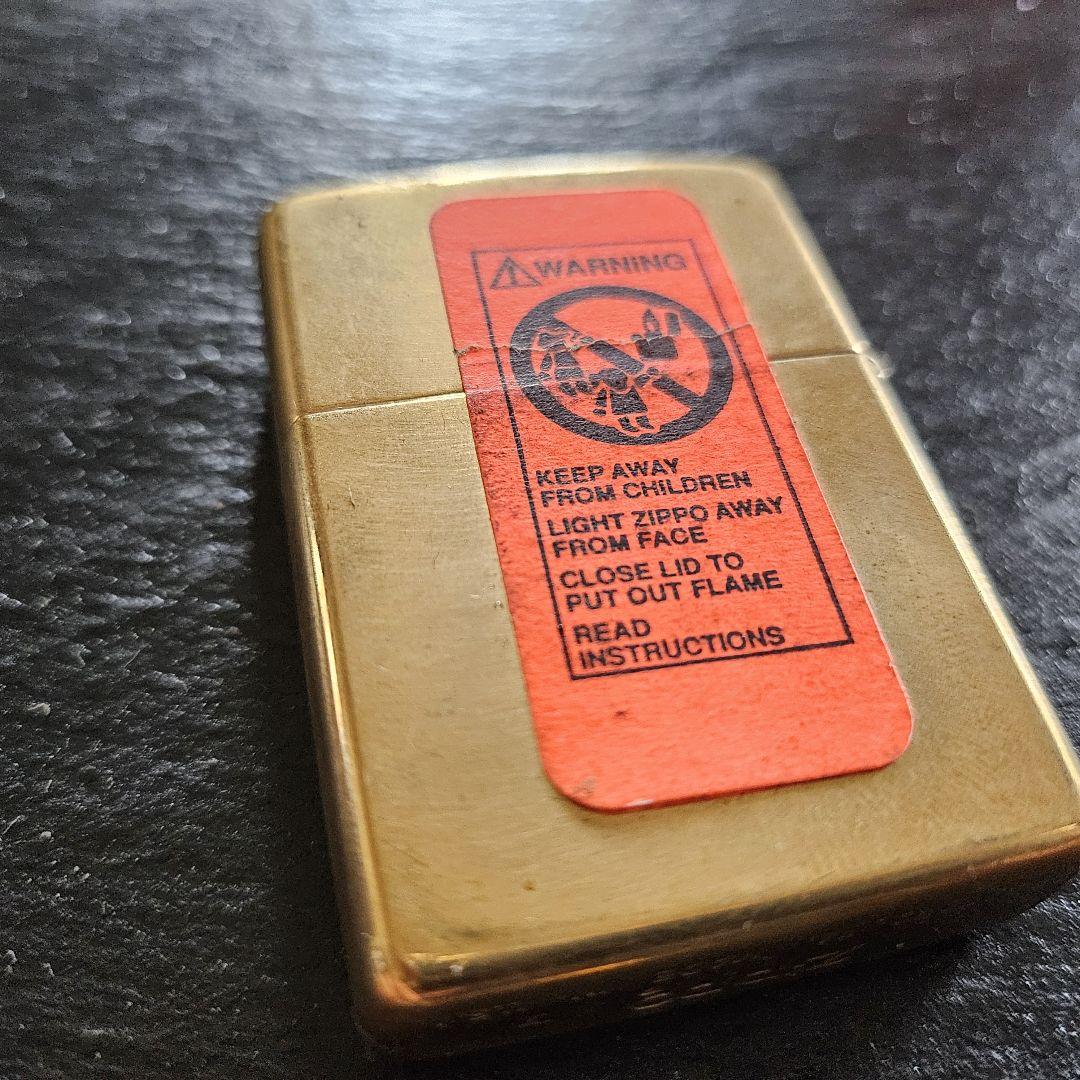 WARNING
KEEP AWAY
FROM CHILDREN
LIGHT ZIPPO AWAY
FROM FACE
CLOSE LID TO
PUT OUT FLAME
READ
INSTRUCTIONS